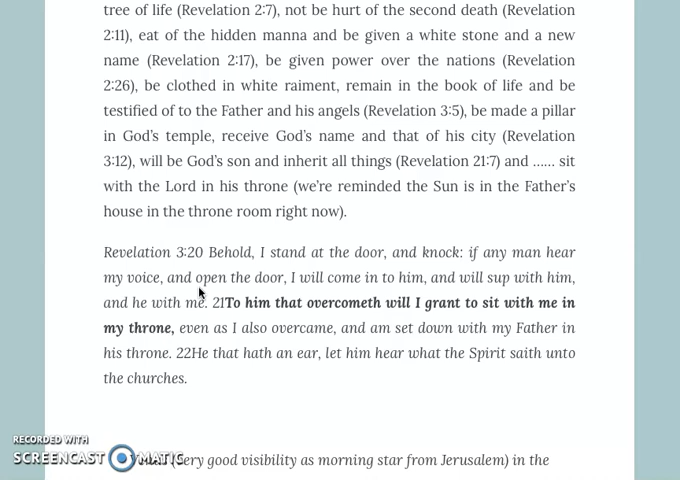 tree of life (Revelation 2:7), not be hurt of the second death (Revelation
2:11), eat of the hidden manna and be given a white stone and a new
name (Revelation 2:17), be given power over the nations (Revelation
2:26), be clothed in white raiment, remain in the book of life and be
testified of to the Father and his angels (Revelation 3:5), be made a pillar
in God’s temple, receive God’s name and that of his city (Revelation
3:12), will be God’s son and inherit all things (Revelation 21:7) and …… sit
with the Lord in his throne (we’re reminded the Sun is in the Father’s
house in the throne room right now).
Revelation 3:20 Behold, I stand at the door, and knock: if any man hear
my voice, and open the door, I will come in to him, and will sup with him,
and he with me. 21To him that overcometh will I grant to sit with me in
my throne, even as I also overcame, and am set down with my Father in
his throne. 22He that hath an ear, let him hear what the Spirit saith unto
the churches.
RECORDED WITH
SCREENCAST MATIC
very good visibility as morning star from Jerusalem) in the